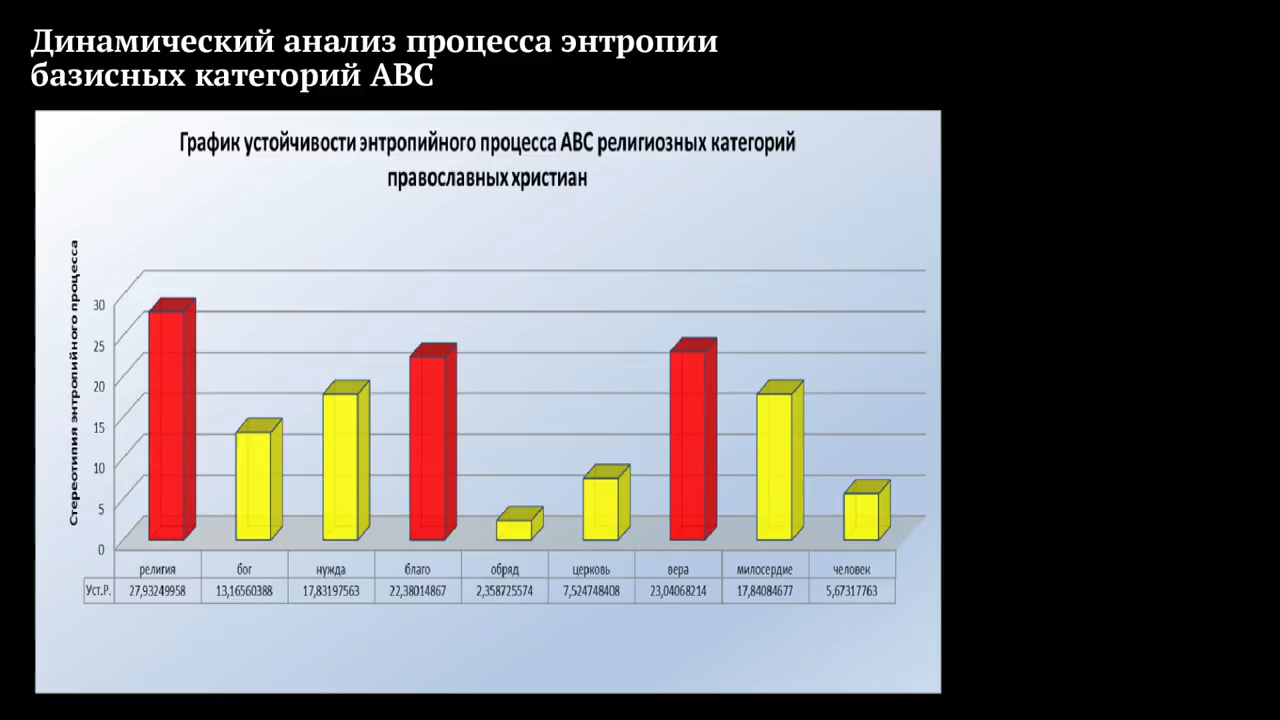 Динамический анализ процесса энтропии
базисных категорий АВС
График устойчивости энтропийного процесса АВС религиозных категорий
православных христиан
Стереотипия энтропийного процесса
30
25
20
15
10
5
0
религия бог нужда благо обряд церковь вера милосердие человек
Уст.Р. 27,93249958 13,16560388 17,83197563 22,38014867 2,358725574 7,524748408 23,04068214 17,84084677 5,67317763